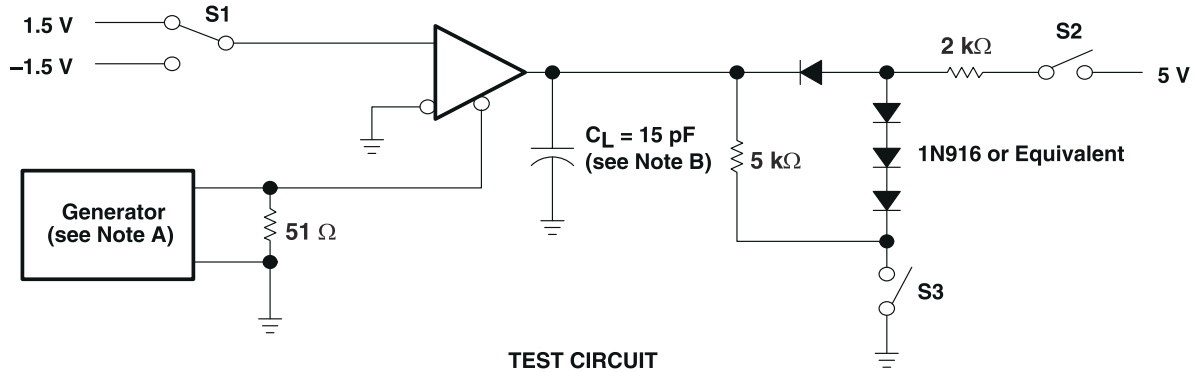 1.5 V
S1
–1.5 V
2 kΩ
S2
5 V
CL = 15 pF
(see Note B)
5 kΩ
1N916 or Equivalent
Generator
(see Note A)
51 Ω
S3
TEST CIRCUIT